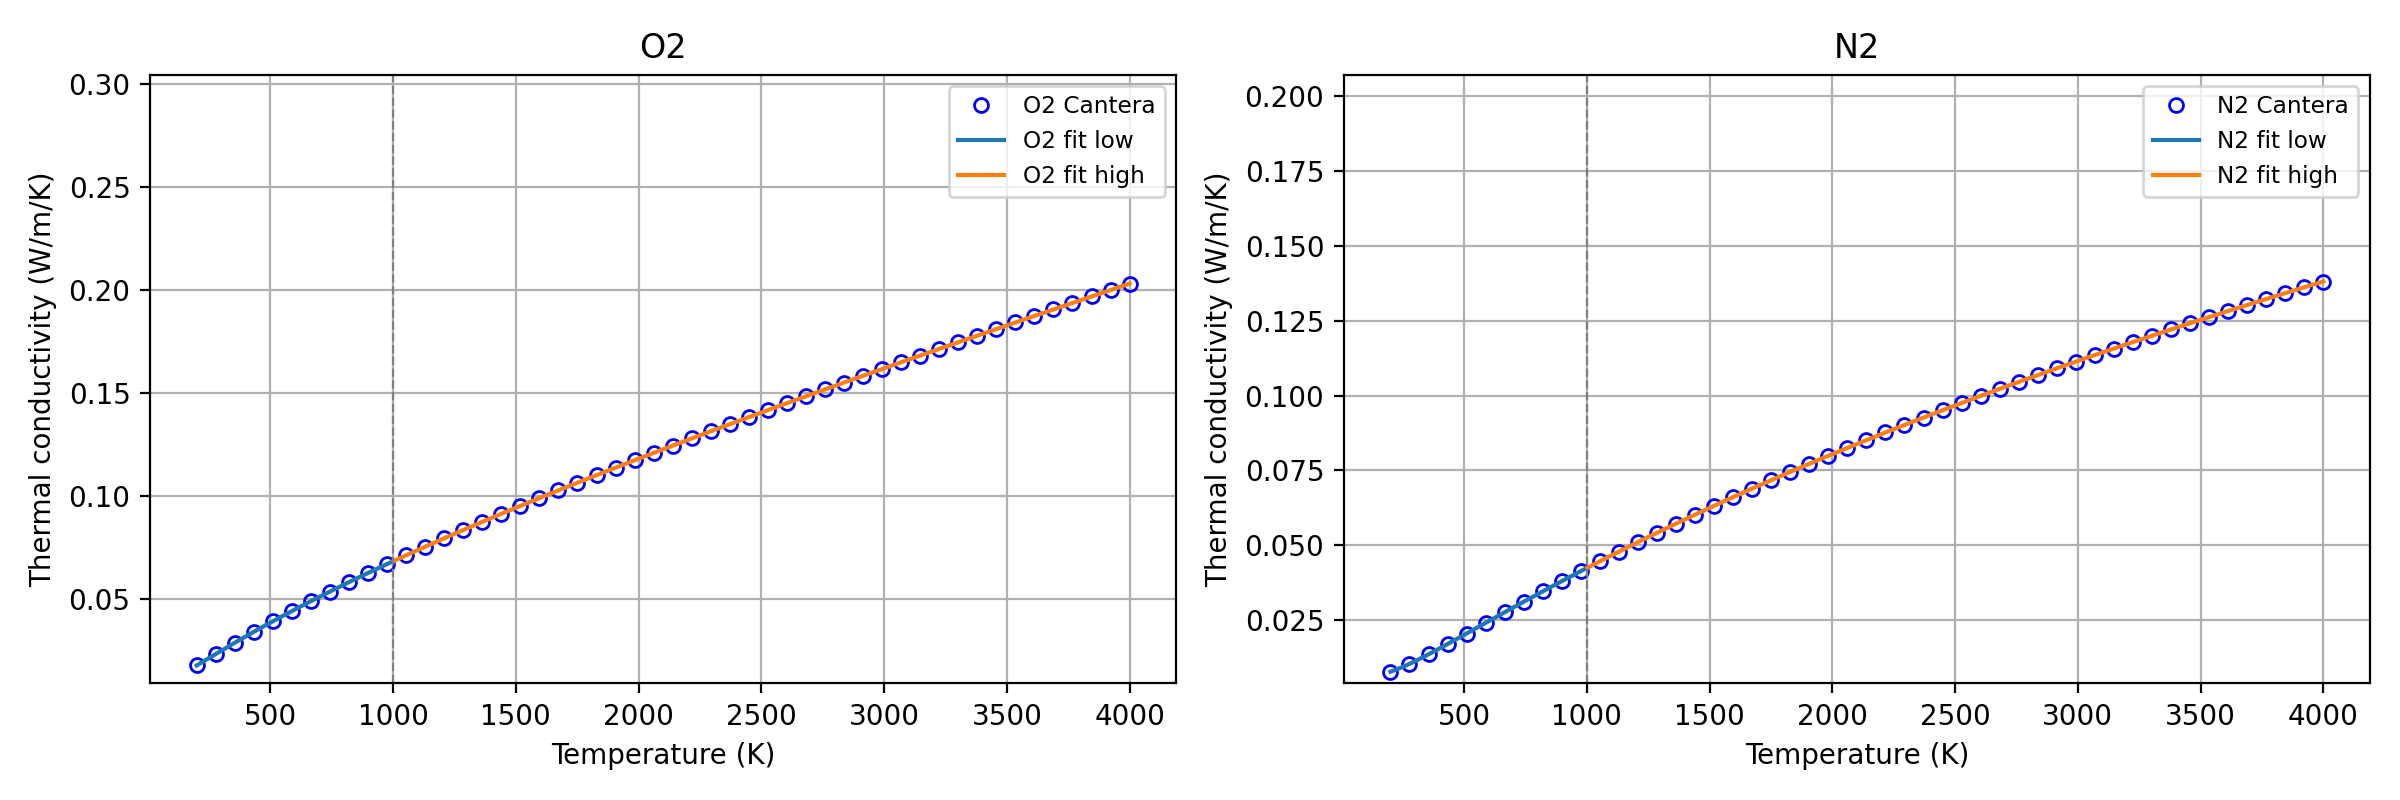 O2
0.30
0.25
0.20
0.15
0.10
0.05
Thermal conductivity (W/m/K)
O2 Cantera
O2 fit low
O2 fit high
500 1000 1500 2000 2500 3000 3500 4000
Temperature (K)
N2
0.200
0.175
0.150
0.125
0.100
0.075
0.050
0.025
Thermal conductivity (W/m/K)
N2 Cantera
N2 fit low
N2 fit high
500 1000 1500 2000 2500 3000 3500 4000
Temperature (K)